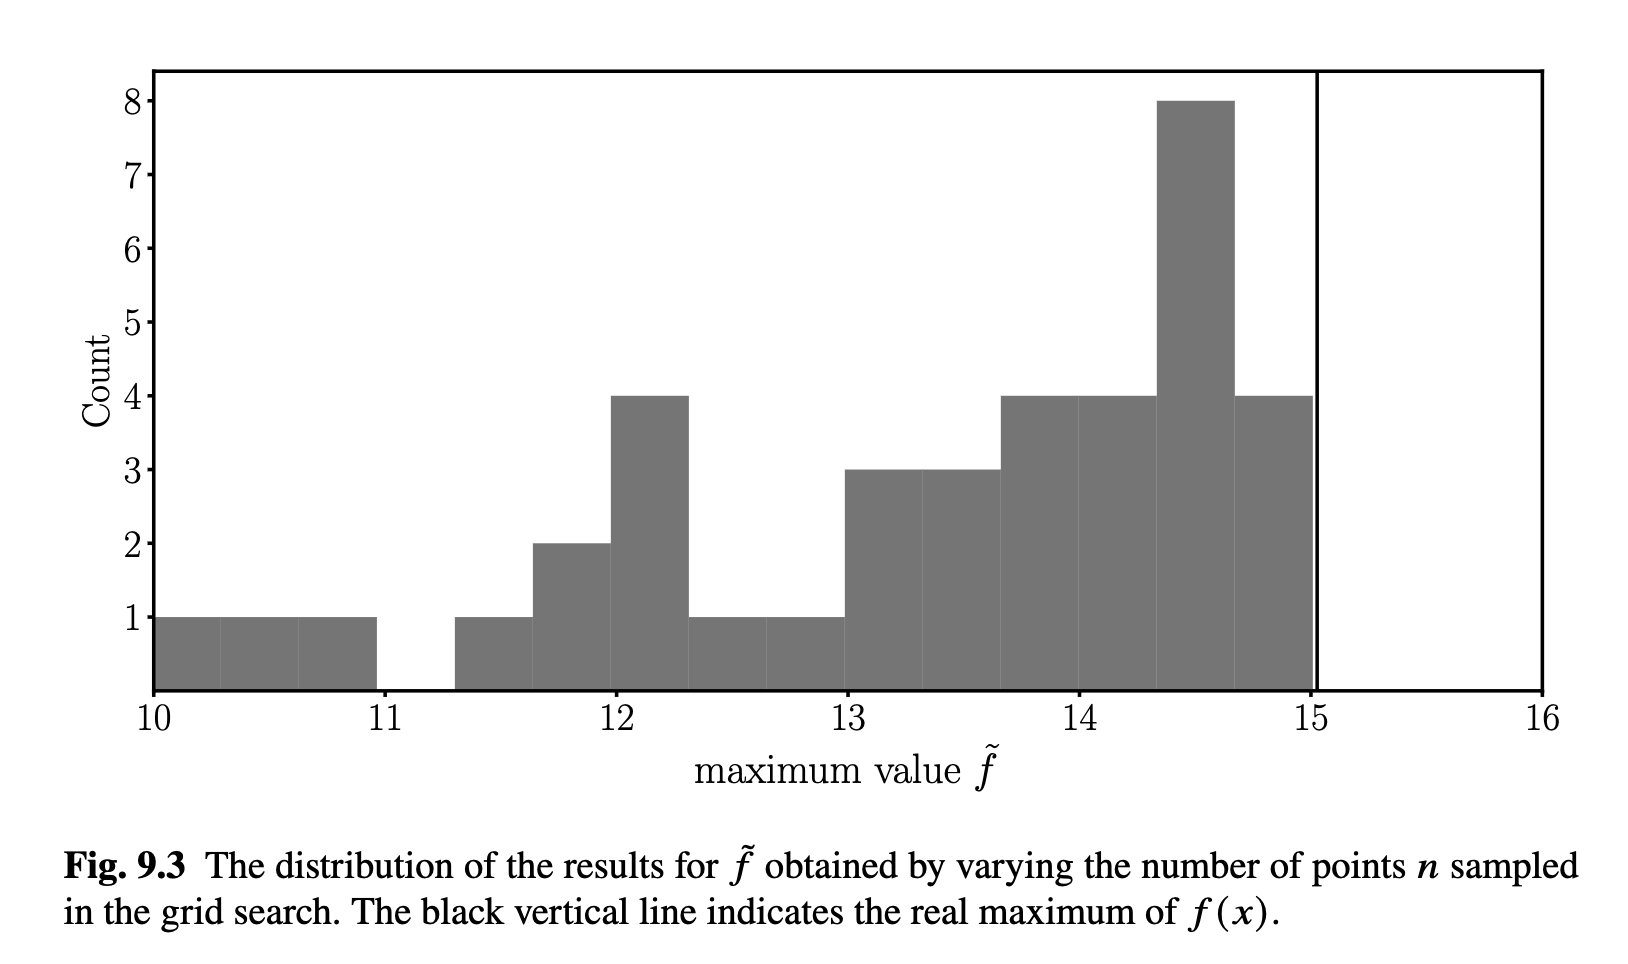 8
7
6
5
4
3
2
1
Count
10 11 12 13 14 15 16
maximum value f̃
Fig. 9.3 The distribution of the results for f̃ obtained by varying the number of points n sampled
in the grid search. The black vertical line indicates the real maximum of f(x).